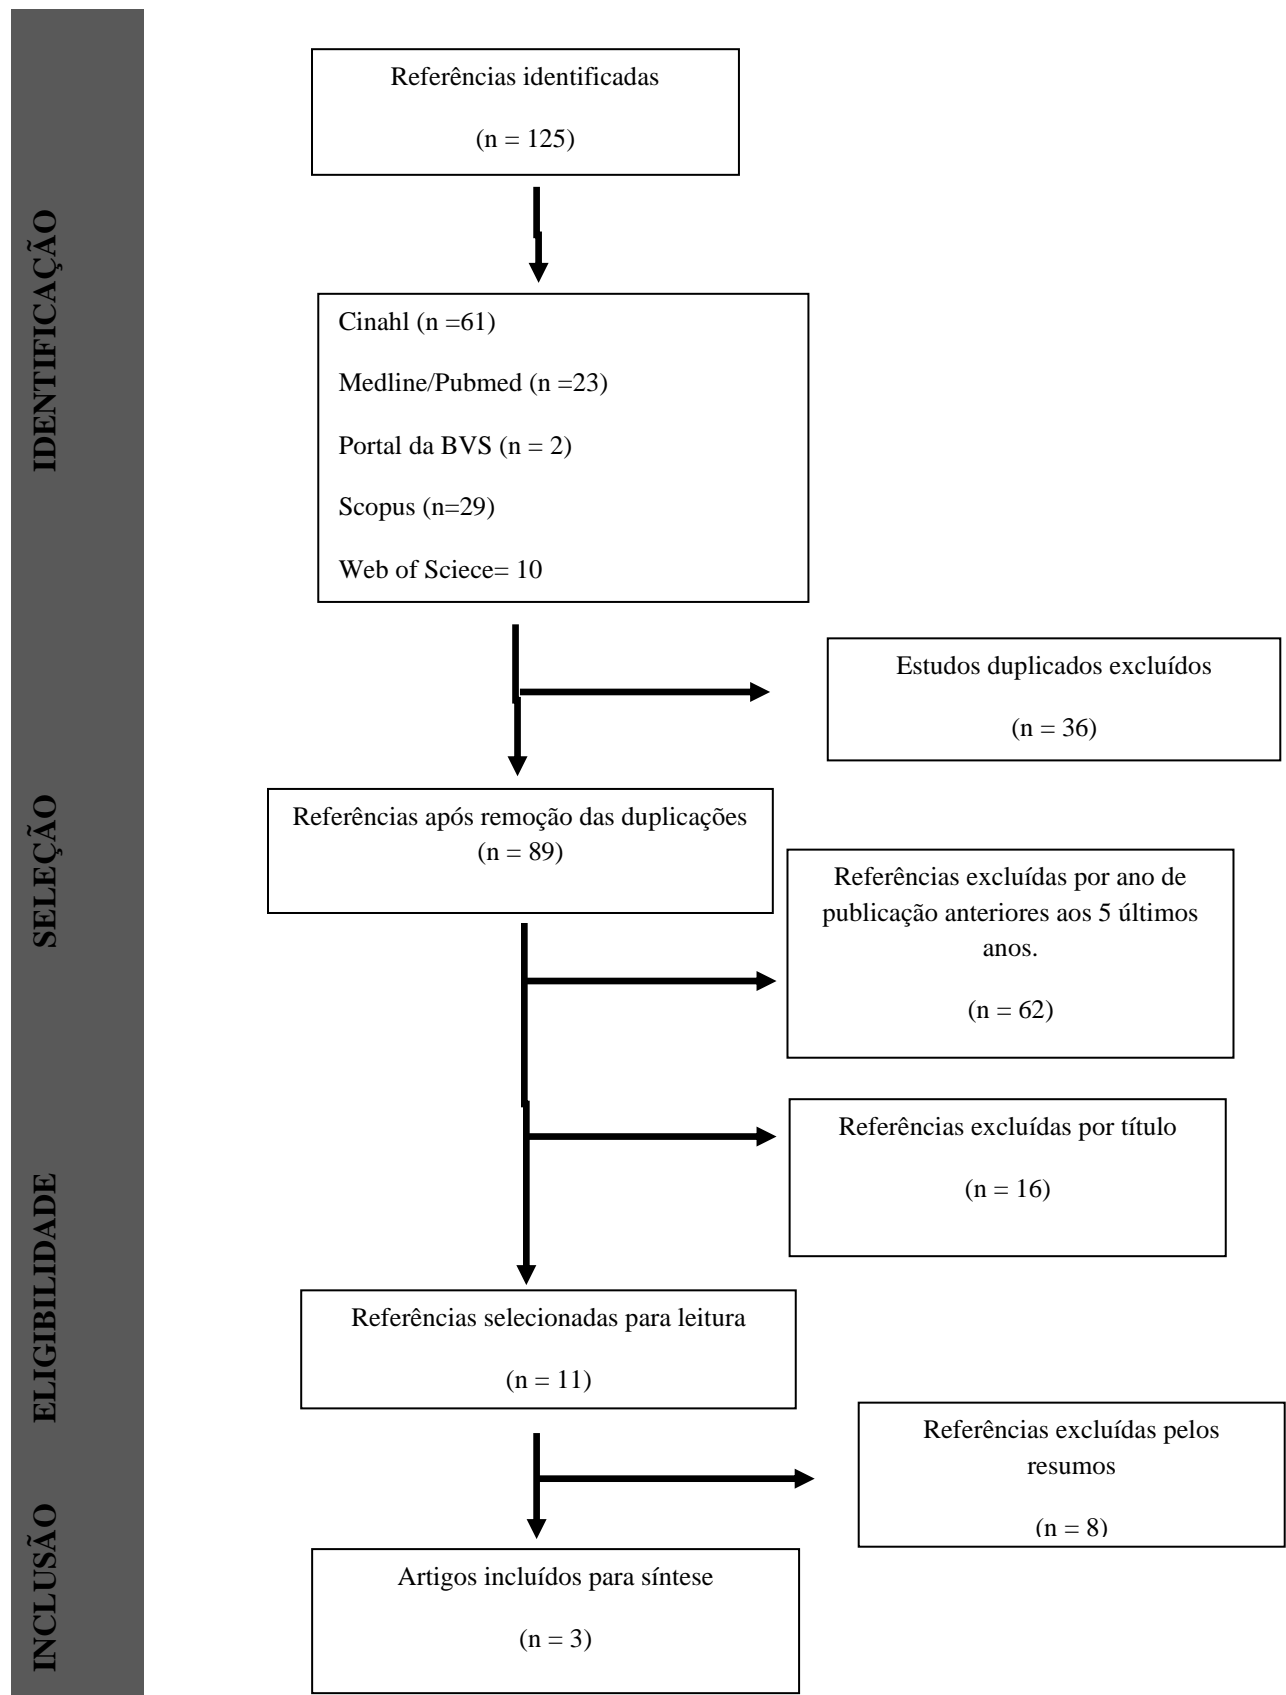 IDENTIFICAÇÃO
Referências identificadas
(n = 125)
Cinahl (n =61)
Medline/Pubmed (n =23)
Portal da BVS (n = 2)
Scopus (n=29)
Web of Sciece= 10
Estudos duplicados excluídos
(n = 36)
SELEÇÃO
Referências após remoção das duplicações
(n = 89)
Referências excluídas por ano de
publicação anteriores aos 5 últimos
anos.
(n = 62)
Referências excluídas por título
(n = 16)
ELIGIBILIDADE
Referências selecionadas para leitura
(n = 11)
Referências excluídas pelos
resumos
(n = 8)
INCLUSÃO
Artigos incluídos para síntese
(n = 3)